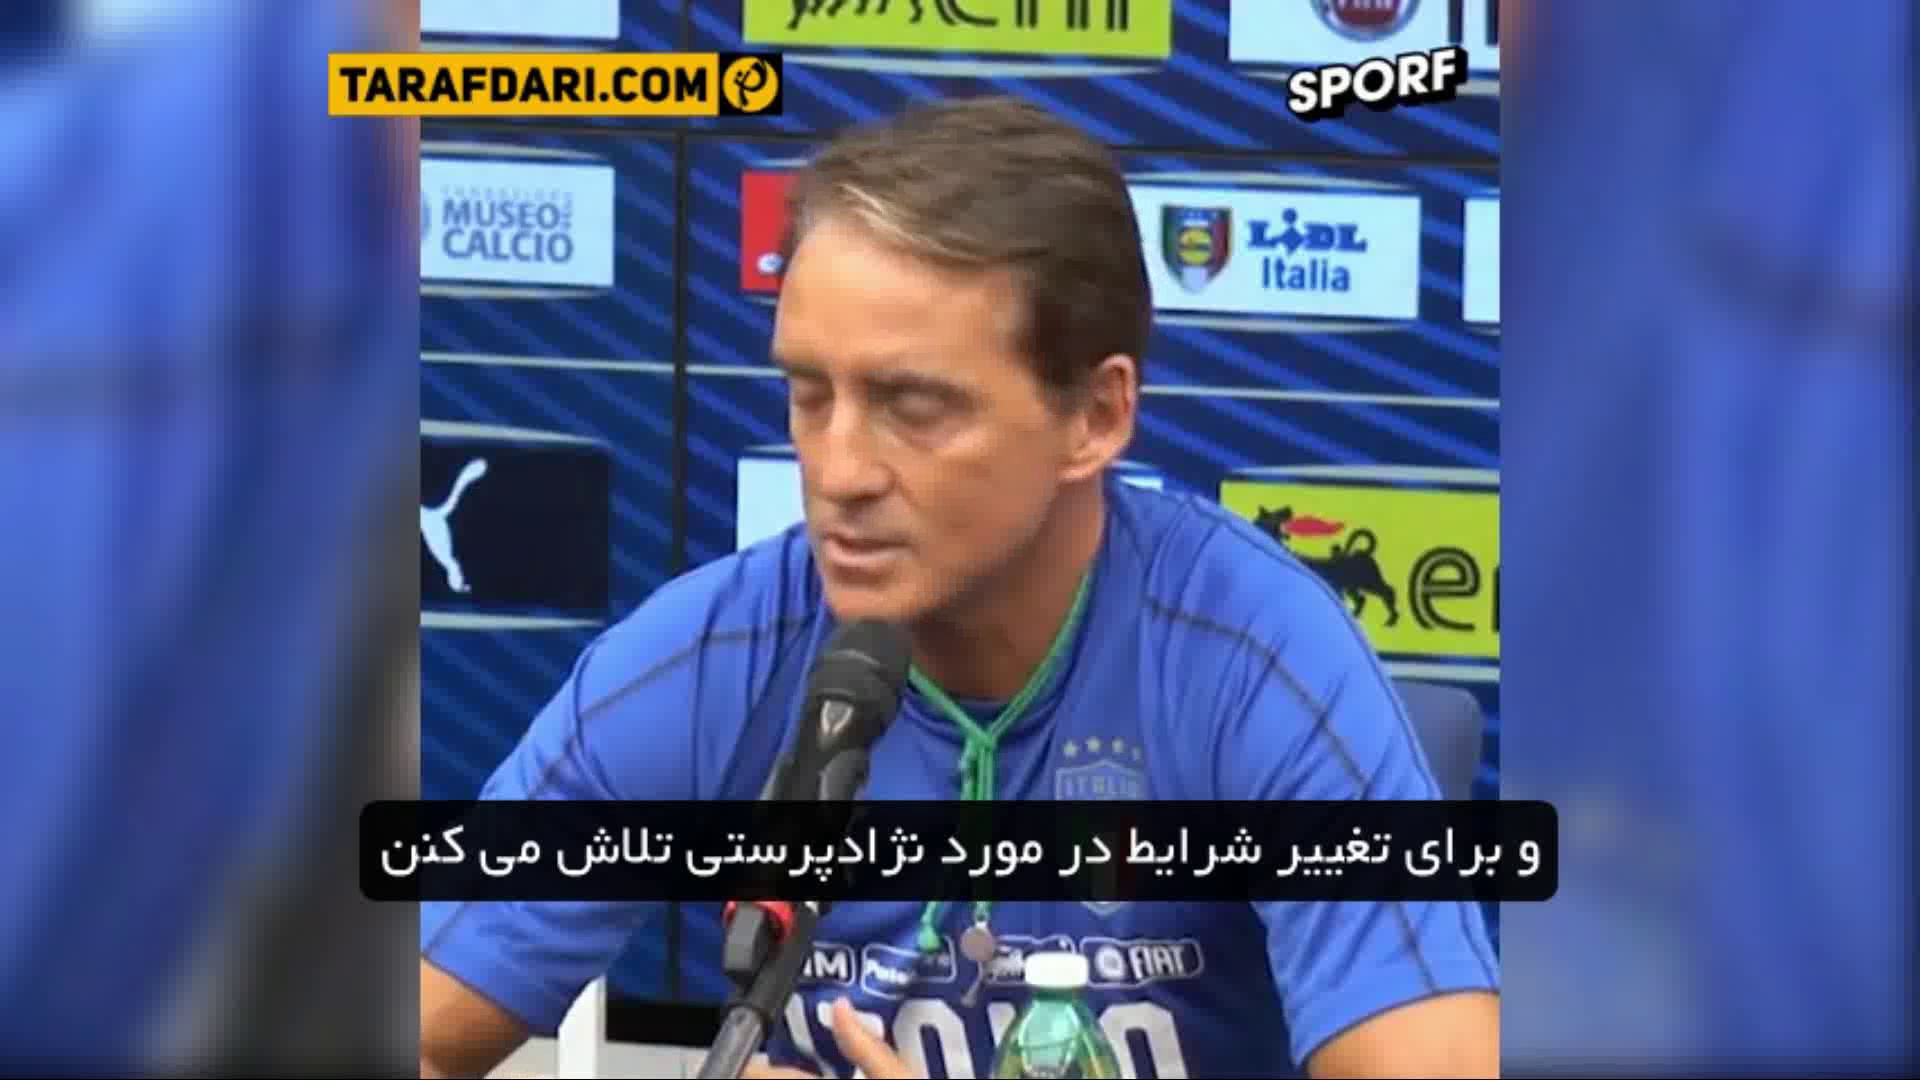 TARAFDARI.COM
SPORF
MUSEO
CALCIO
LIDL
Italia
ITALIA
و برای تغییر شرایط در مورد نژادپرستی تلاش می کنن
FIAT